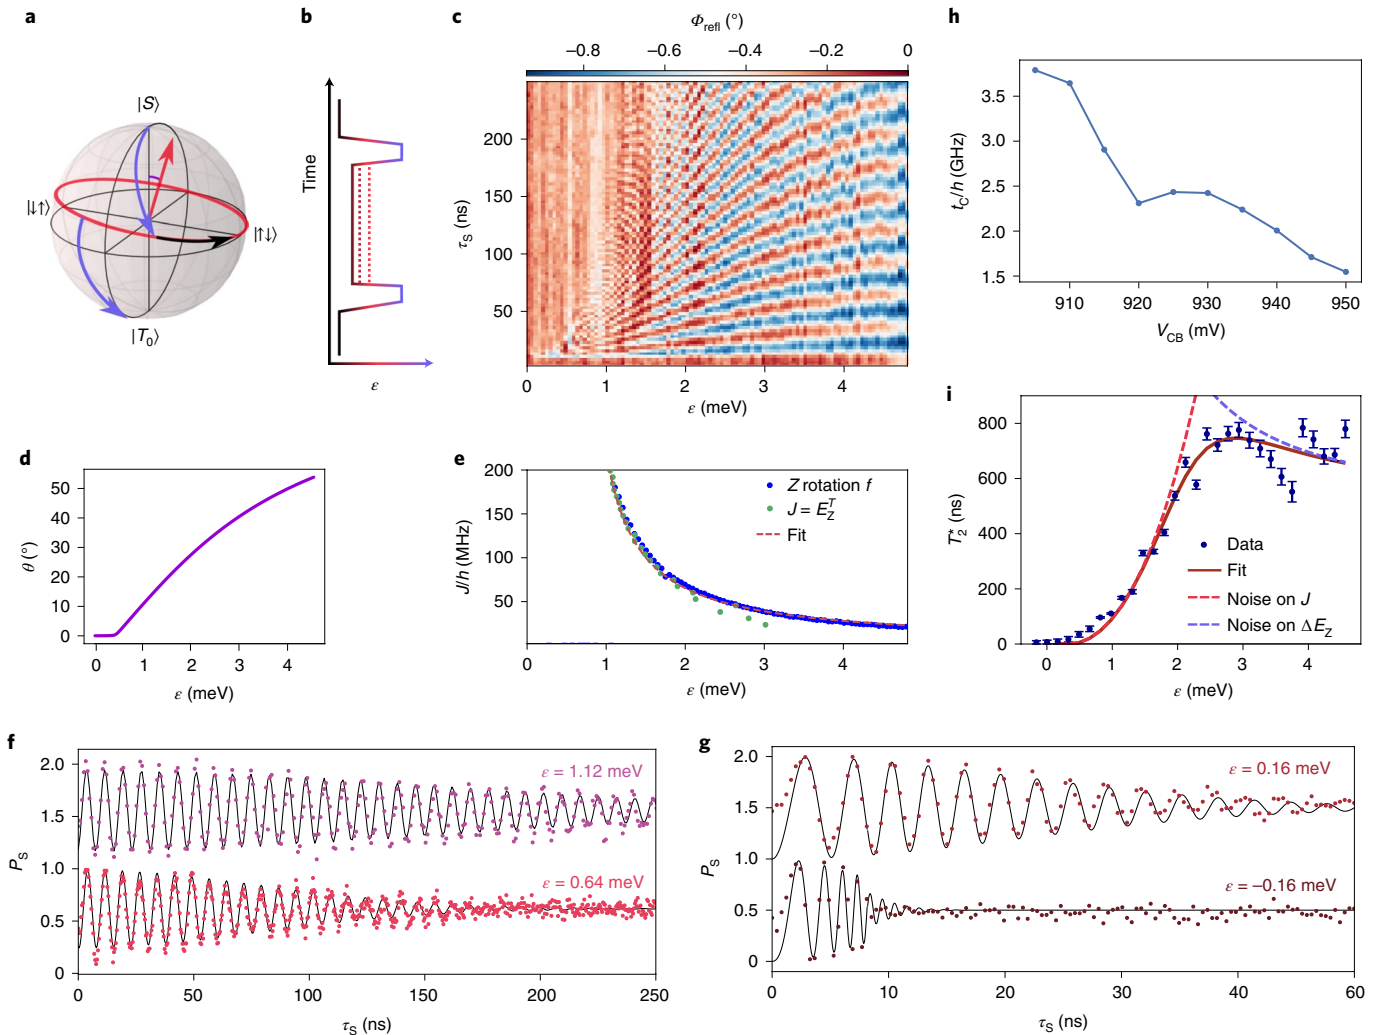 a
|S⟩
|↓↑⟩
|↑↓⟩
|T₀⟩
b
Time
ε
c
Φrefl (°)
−0.8 −0.6 −0.4 −0.2 0
200
150
100
50
τS (ns)
0 1 2 3 4
ε (meV)
h
3.5
3.0
2.5
2.0
1.5
tC/h (GHz)
910 920 930 940 950
VCB (mV)
d
50
40
30
20
10
0
θ (°)
0 1 2 3 4
ε (meV)
e
200
150
100
50
J/h (MHz)
Z rotation f
J = E_Z^T
Fit
0 1 2 3 4
ε (meV)
i
800
600
400
200
0
T₂* (ns)
Data
Fit
Noise on J
Noise on ΔEZ
0 1 2 3 4
ε (meV)
f
2.0
1.5
1.0
0.5
0
PS
ε = 1.12 meV
ε = 0.64 meV
0 50 100 150 200 250
τS (ns)
g
2.0
1.5
1.0
0.5
0
PS
ε = 0.16 meV
ε = −0.16 meV
0 10 20 30 40 50 60
τS (ns)